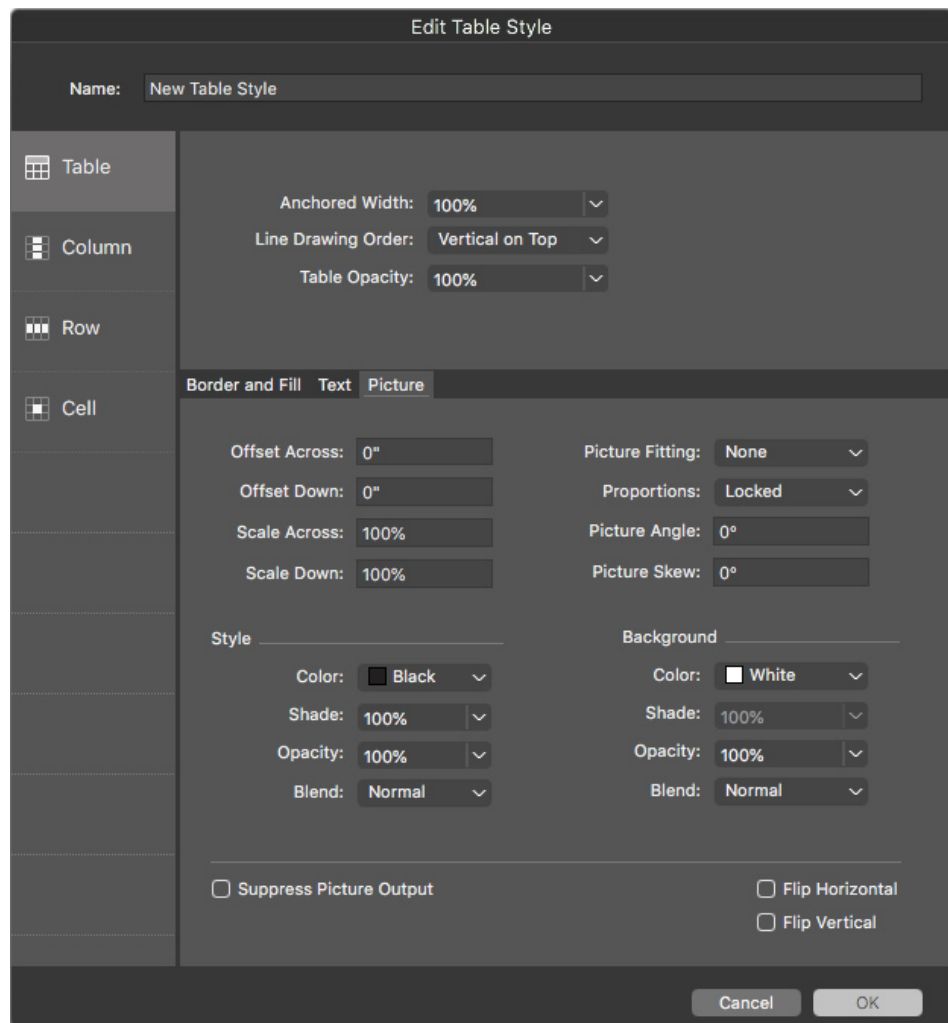 Edit Table Style
Name: New Table Style
Table
Column
Row
Cell
Anchored Width: 100%
Line Drawing Order: Vertical on Top
Table Opacity: 100%
Border and Fill Text Picture
Offset Across: 0" Picture Fitting: None
Offset Down: 0" Proportions: Locked
Scale Across: 100% Picture Angle: 0°
Scale Down: 100% Picture Skew: 0°
Style Background
Color: Black Color: White
Shade: 100% Shade: 100%
Opacity: 100% Opacity: 100%
Blend: Normal Blend: Normal
Suppress Picture Output Flip Horizontal
Flip Vertical
Cancel OK